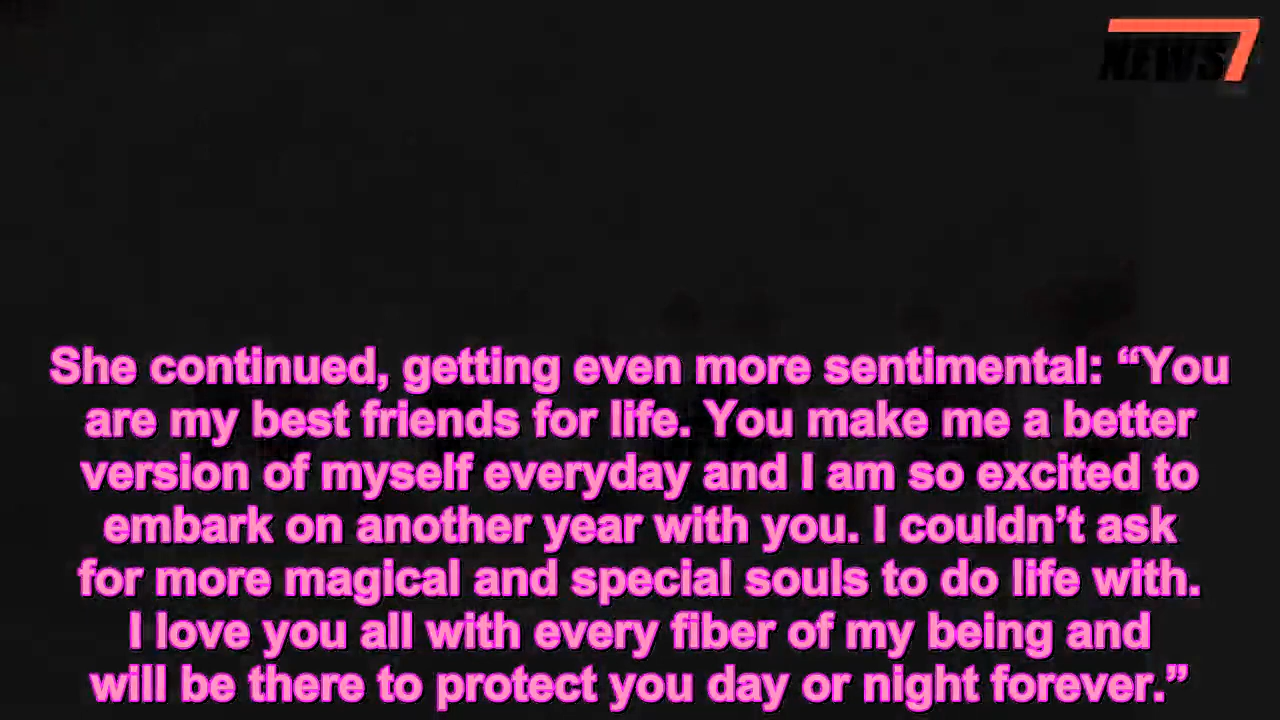 NEWS7
She continued, getting even more sentimental: “You
are my best friends for life. You make me a better
version of myself everyday and I am so excited to
embark on another year with you. I couldn’t ask
for more magical and special souls to do life with.
I love you all with every fiber of my being and
will be there to protect you day or night forever.”